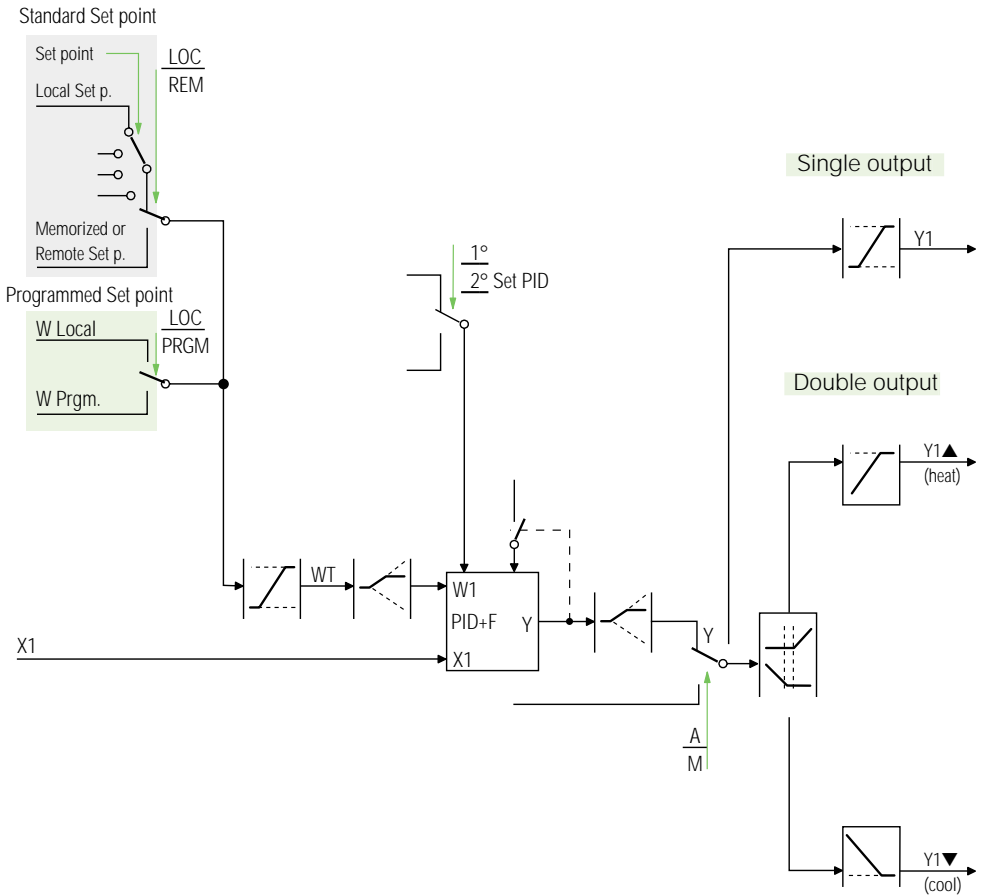 Standard Set point
Set point
LOC
REM
Local Set p.
Memorized or
Remote Set p.
Programmed Set point
W Local
LOC
PRGM
W Prgm.
1°
2° Set PID
Single output
Y1
Double output
Y1▲
(heat)
WT
W1
PID+F
Y
X1
X1
Y
A
M
Y1▼
(cool)